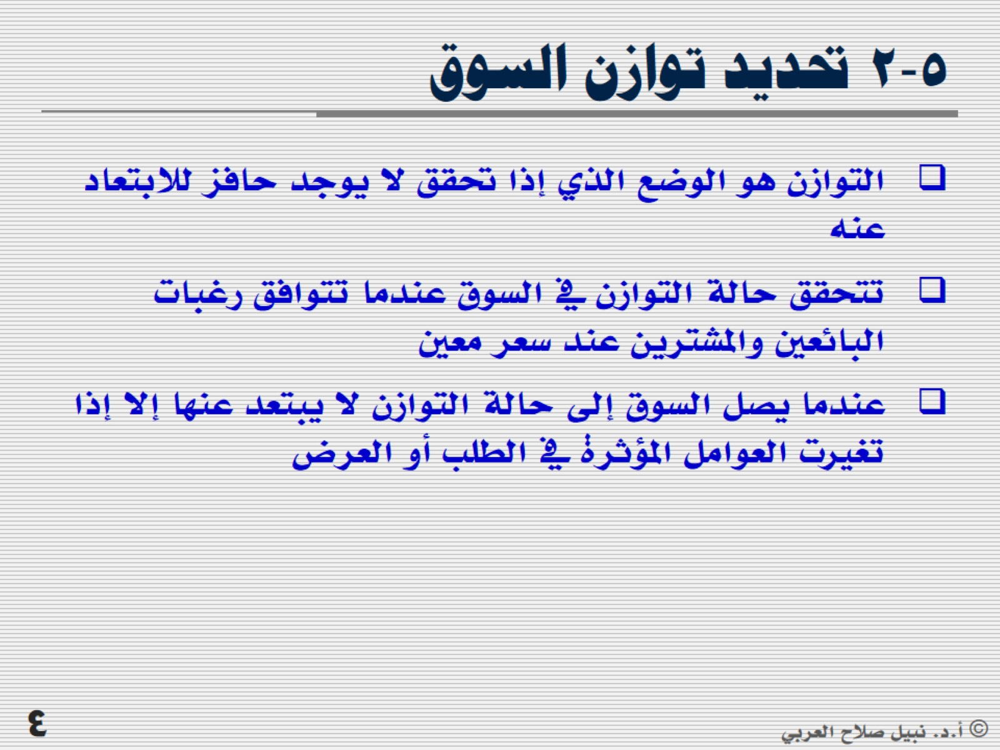 ٥-٢ تحديد توازن السوق
التوازن هو الوضع الذي إذا تحقق لا يوجد حافز للابتعاد
عنه
تتحقق حالة التوازن في السوق عندما تتوافق رغبات
البائعين والمشترين عند سعر معين
عندما يصل السوق إلى حالة التوازن لا يبتعد عنها إلا إذا
تغيرت العوامل المؤثرة في الطلب أو العرض
© أ.د. نبيل صلاح العربي
٤